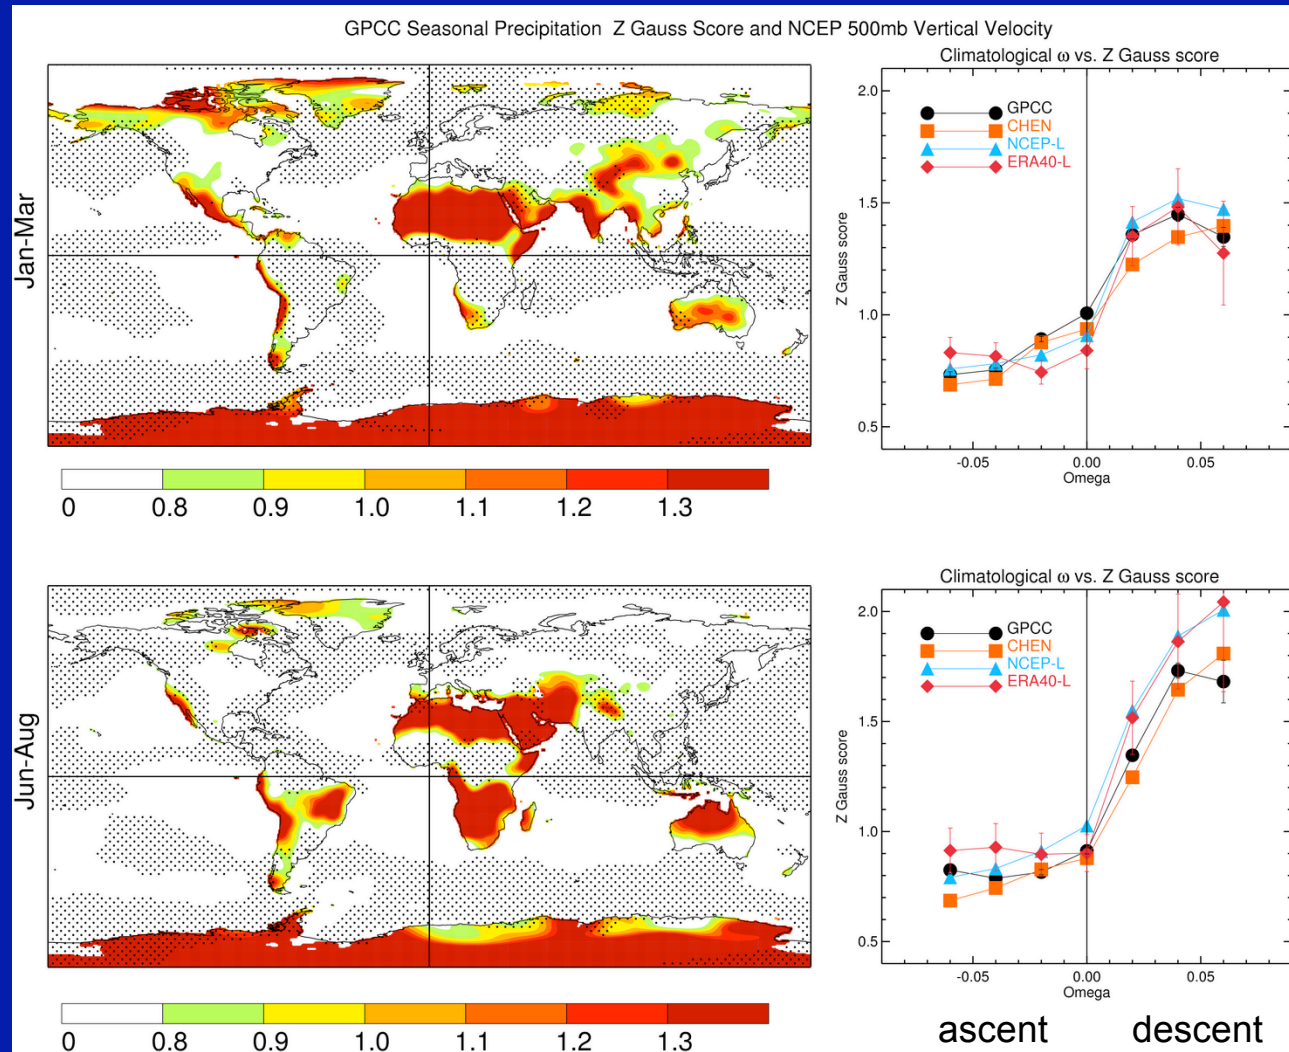 GPCC Seasonal Precipitation Z Gauss Score and NCEP 500mb Vertical Velocity
Jan-Mar
0 0.8 0.9 1.0 1.1 1.2 1.3
Climatological ω vs. Z Gauss score
GPCC
CHEN
NCEP-L
ERA40-L
Z Gauss score
2.0
1.5
1.0
0.5
-0.05 0.00 0.05
Omega
Jun-Aug
0 0.8 0.9 1.0 1.1 1.2 1.3
Climatological ω vs. Z Gauss score
GPCC
CHEN
NCEP-L
ERA40-L
Z Gauss score
2.0
1.5
1.0
0.5
-0.05 0.00 0.05
Omega
ascent descent